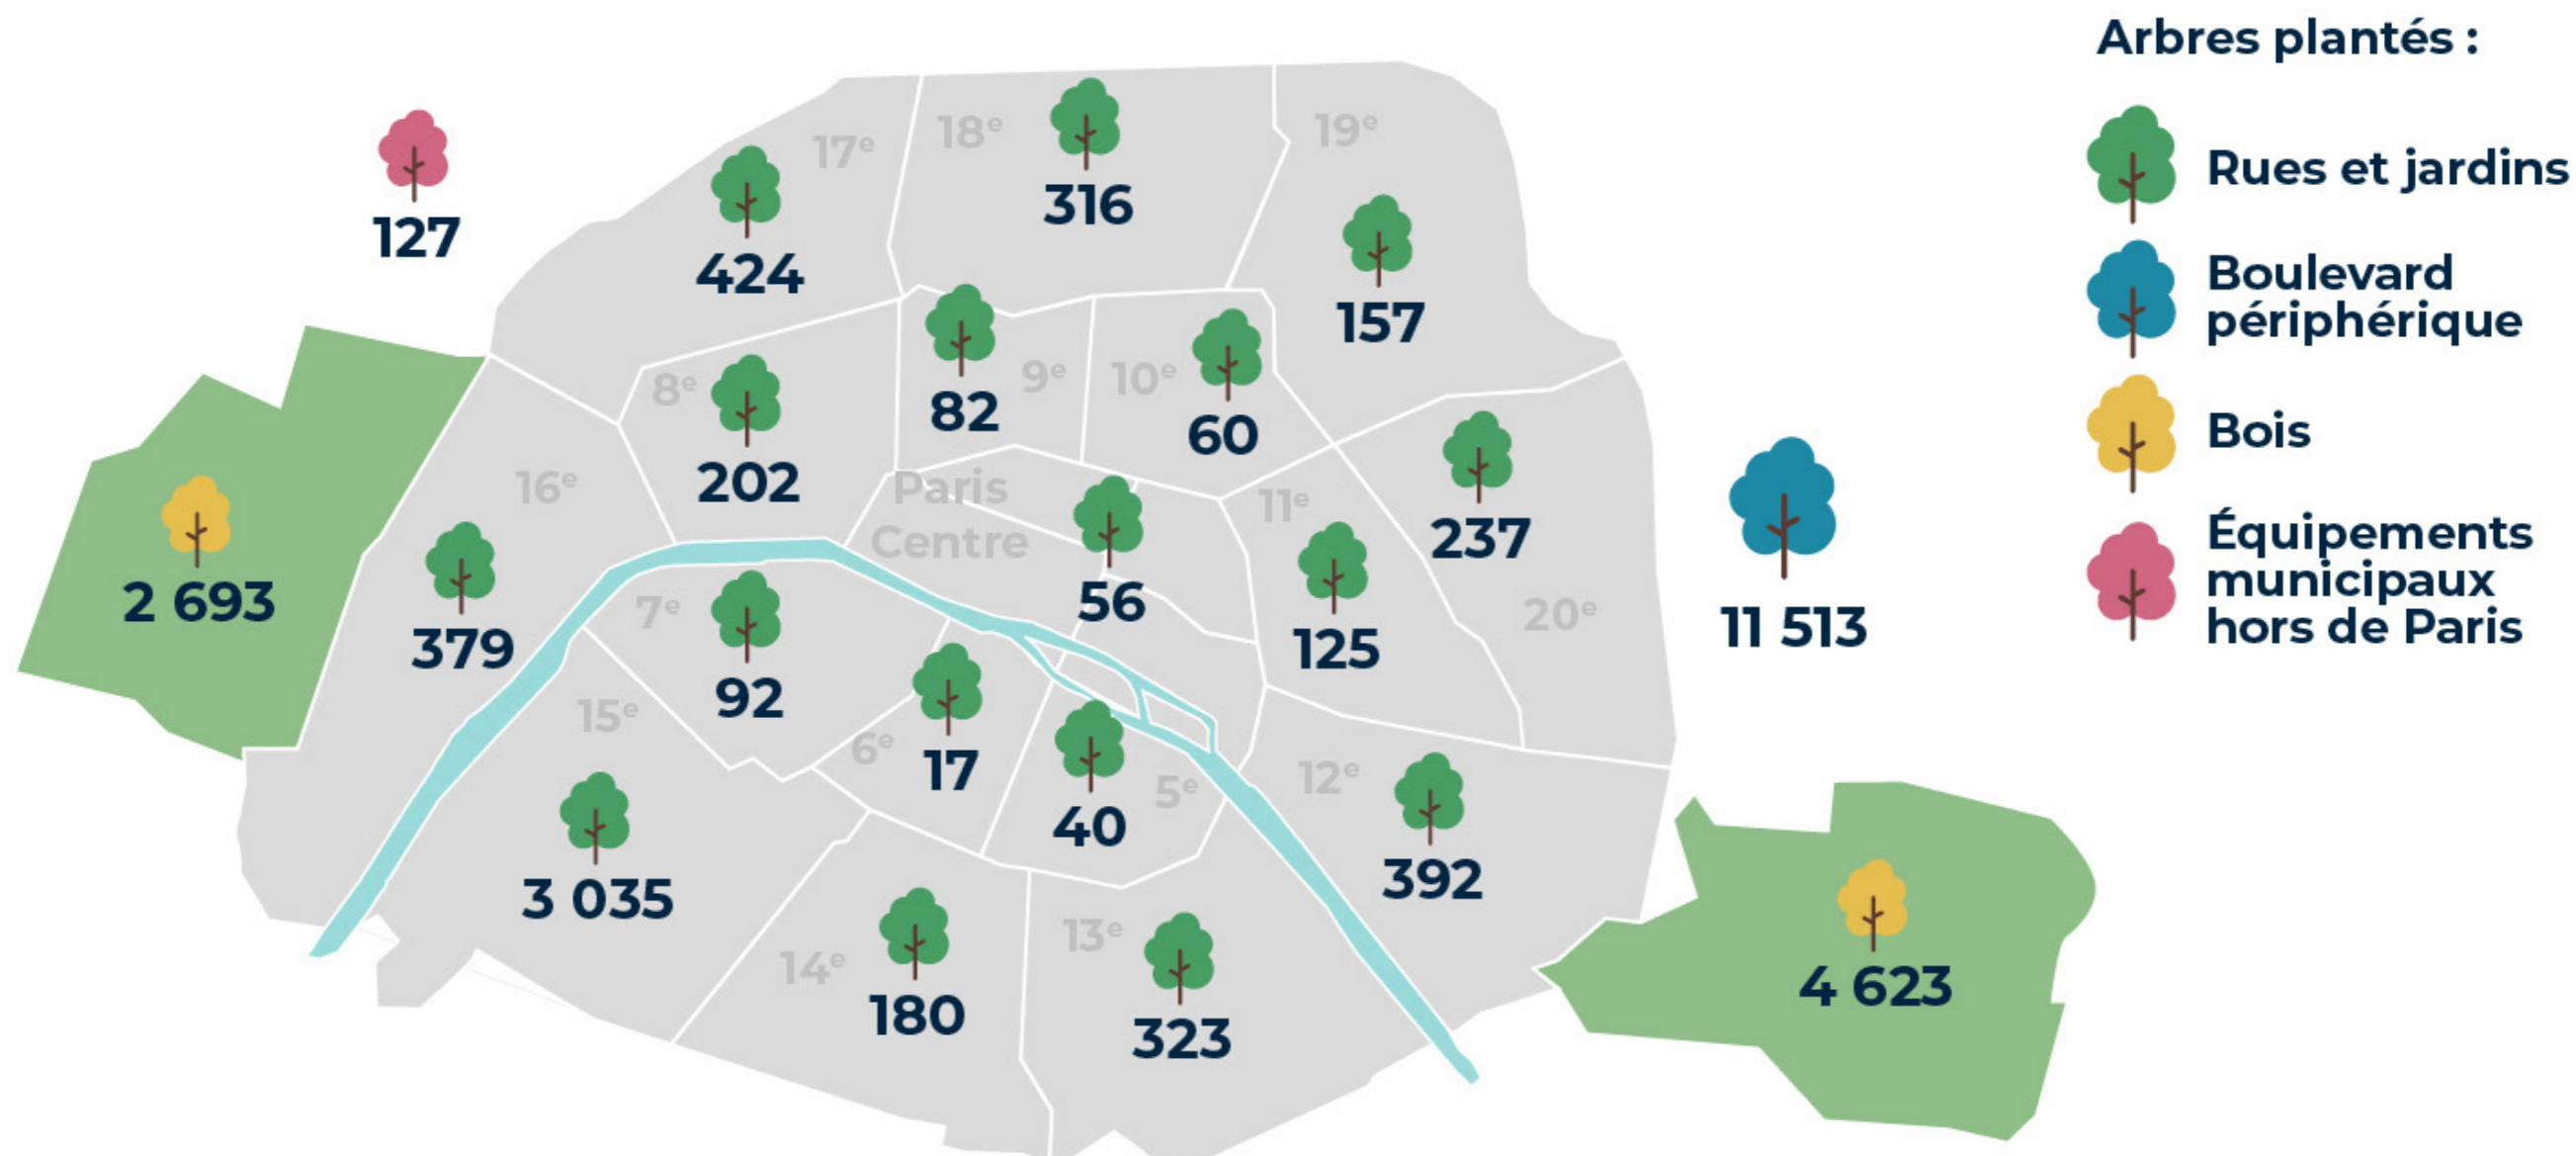 Arbres plantés :
Rues et jardins
Boulevard
périphérique
Bois
Équipements
municipaux
hors de Paris
127
17e
424
18e
316
19e
157
8e
202
82
9e
10e
60
16e
379
2 693
Paris
Centre
56
11e
125
237
20e
11 513
7e
92
15e
3 035
6e
17
40
5e
12e
392
14e
180
13e
323
4 623